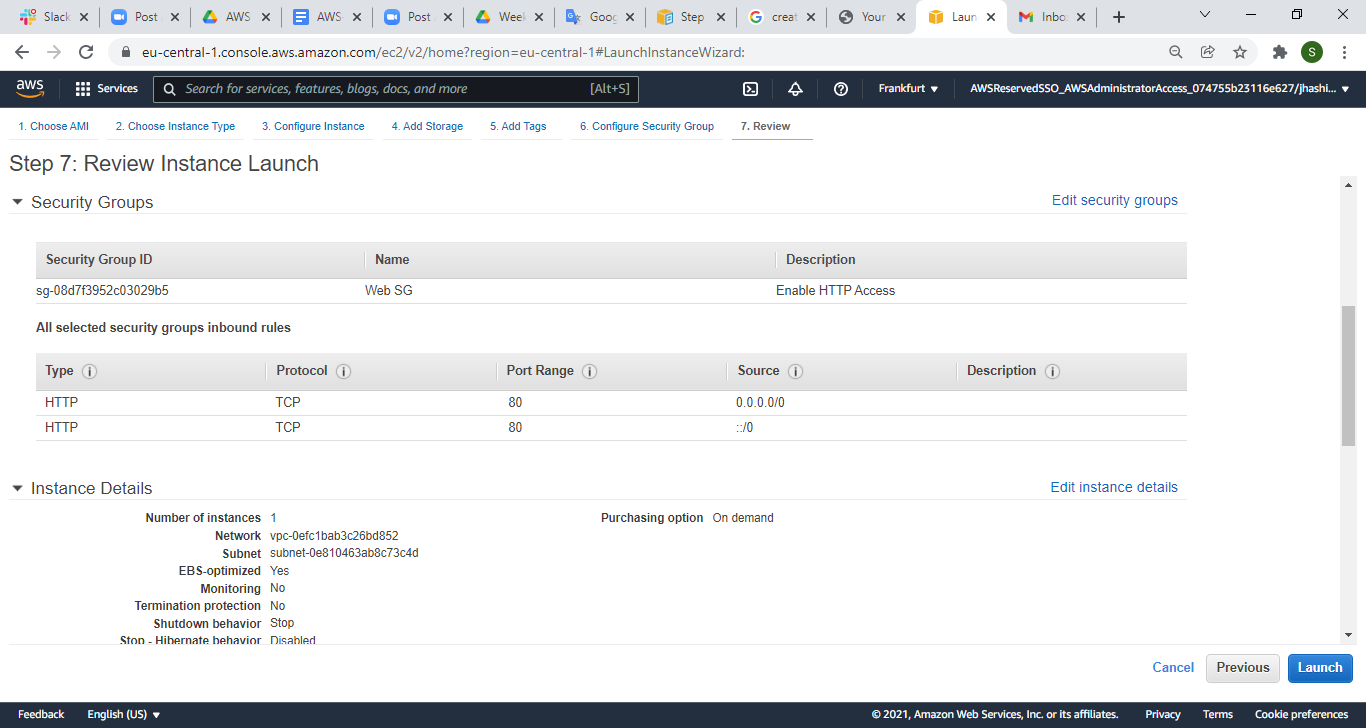 Slack
Post
AWS
AWS
Post
Week
Goog
Step
creat
Your
Laun
Inbo
eu-central-1.console.aws.amazon.com/ec2/v2/home?region=eu-central-1#LaunchInstanceWizard:
S
aws
Services
Search for services, features, blogs, docs, and more
[Alt+S]
Frankfurt
AWSReservedSSO_AWSAdministratorAccess_074755b23116e627/jhashi...
1. Choose AMI 2. Choose Instance Type 3. Configure Instance 4. Add Storage 5. Add Tags 6. Configure Security Group 7. Review
Step 7: Review Instance Launch
Security Groups
Edit security groups
Security Group ID Name Description
sg-08d7f3952c03029b5 Web SG Enable HTTP Access
All selected security groups inbound rules
Type Protocol Port Range Source Description
HTTP TCP 80 0.0.0.0/0
HTTP TCP 80 ::/0
Instance Details
Edit instance details
Number of instances 1 Purchasing option On demand
Network vpc-0efc1bab3c26bd852
Subnet subnet-0e810463ab8c73c4d
EBS-optimized Yes
Monitoring No
Termination protection No
Shutdown behavior Stop
Stop - Hibernate behavior Disabled
Cancel Previous Launch
Feedback English (US) © 2021, Amazon Web Services, Inc. or its affiliates. Privacy Terms Cookie preferences